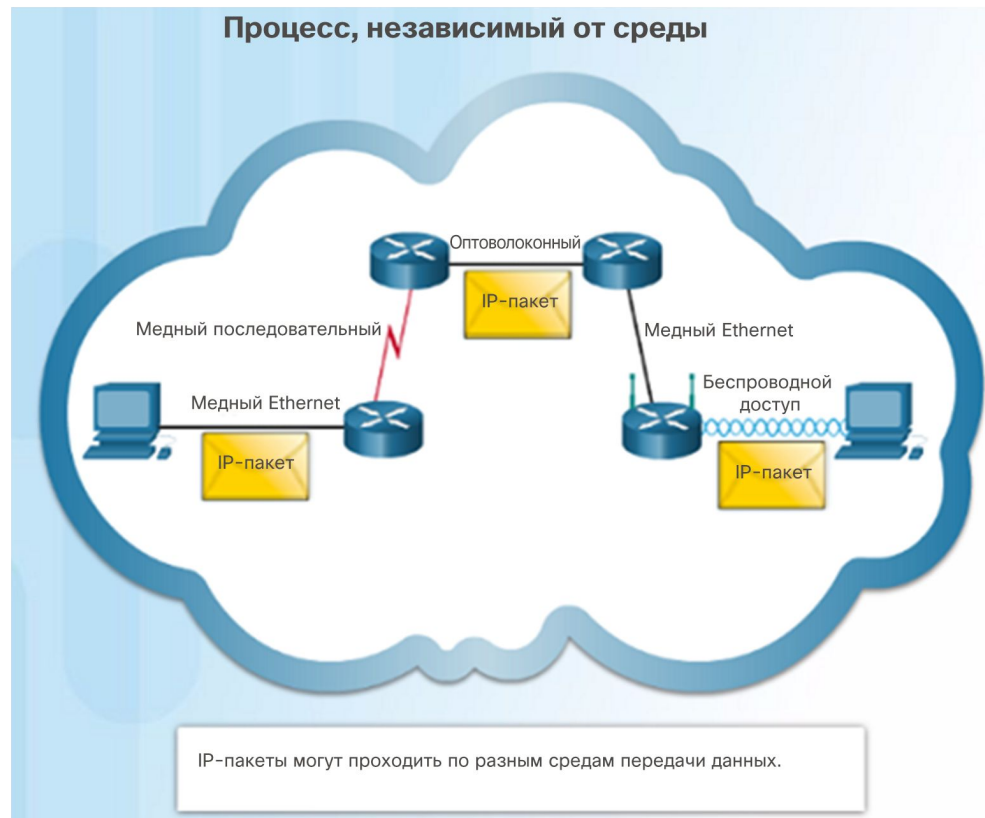 Процесс, независимый от среды
Оптоволоконный
IP-пакет
Медный последовательный
Медный Ethernet
Беспроводной
доступ
Медный Ethernet
IP-пакет
IP-пакет
IP-пакеты могут проходить по разным средам передачи данных.